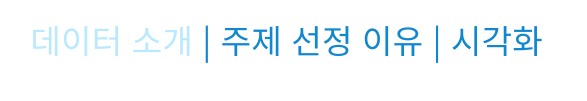 데이터 소개 | 주제 선정 이유 | 시각화